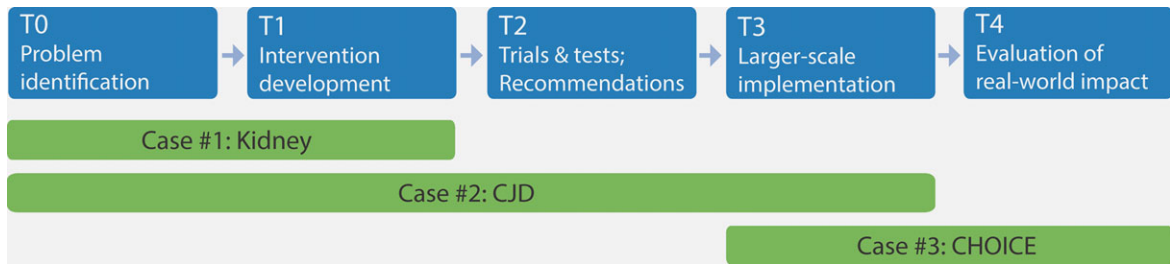 T0
Problem
identification
T1
Intervention
development
T2
Trials & tests;
Recommendations
T3
Larger-scale
implementation
T4
Evaluation of
real-world impact
Case #1: Kidney
Case #2: CJD
Case #3: CHOICE